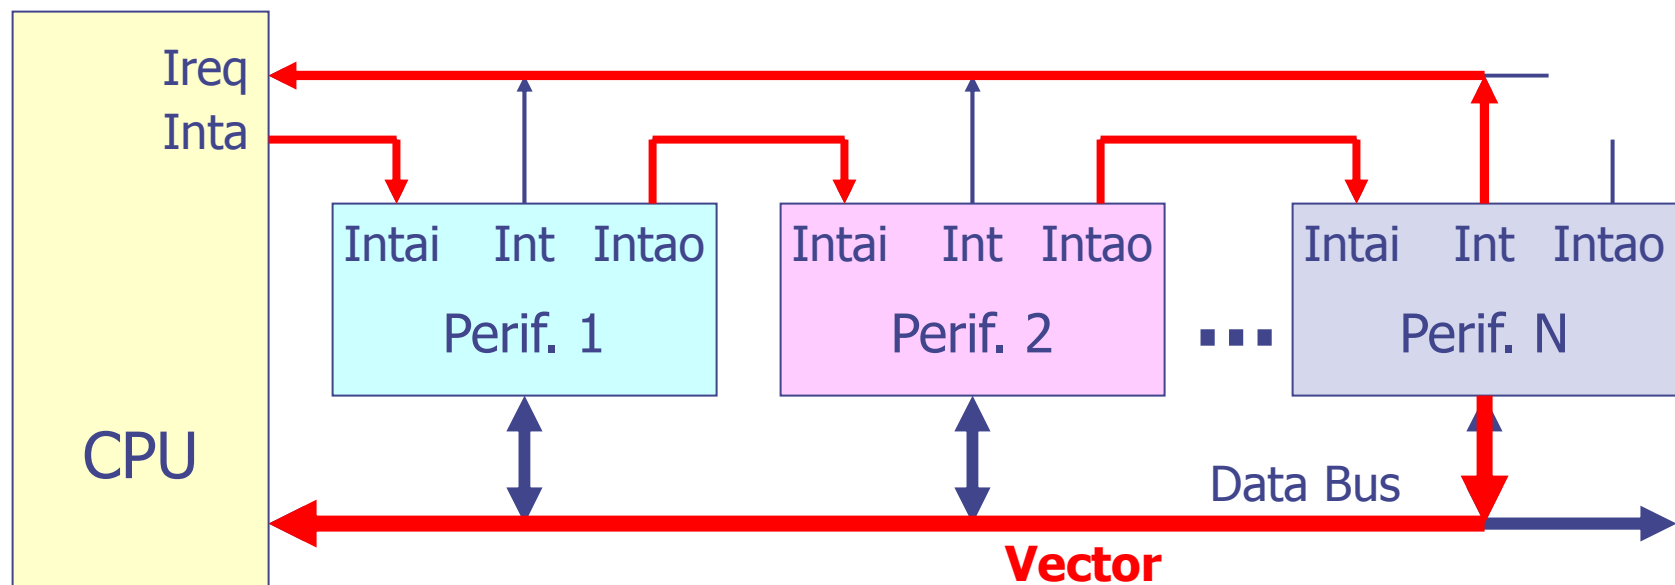 Ireq
Inta
CPU
Intai Int Intao
Perif. 1
Intai Int Intao
Perif. 2
...
Intai Int Intao
Perif. N
Data Bus
Vector